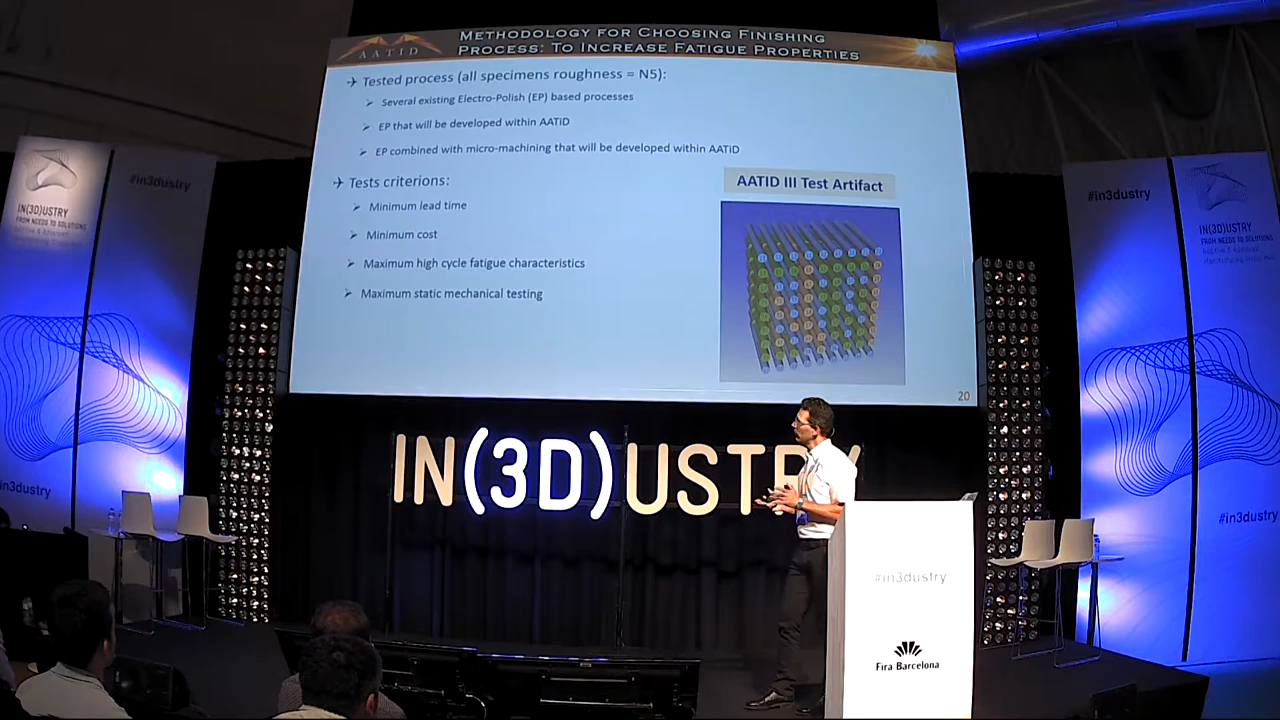 AATID
METHODOLOGY FOR CHOOSING FINISHING
PROCESS: TO INCREASE FATIGUE PROPERTIES
Tested process (all specimens roughness = N5):
Several existing Electro-Polish (EP) based processes
EP that will be developed within AATiD
EP combined with micro-machining that will be developed within AATiD
Tests criterions:
Minimum lead time
Minimum cost
Maximum high cycle fatigue characteristics
Maximum static mechanical testing
AATID III Test Artifact
20
IN(3D)USTRY
FROM NEEDS TO SOLUTIONS
#in3dustry
#in3dustry
IN(3D)USTRY
FROM NEEDS TO SOLUTIONS
Additive & Advanced
Manufacturing
in3dustry
#in3dustry
IN(3D)USTRY
#in3dustry
Fira Barcelona